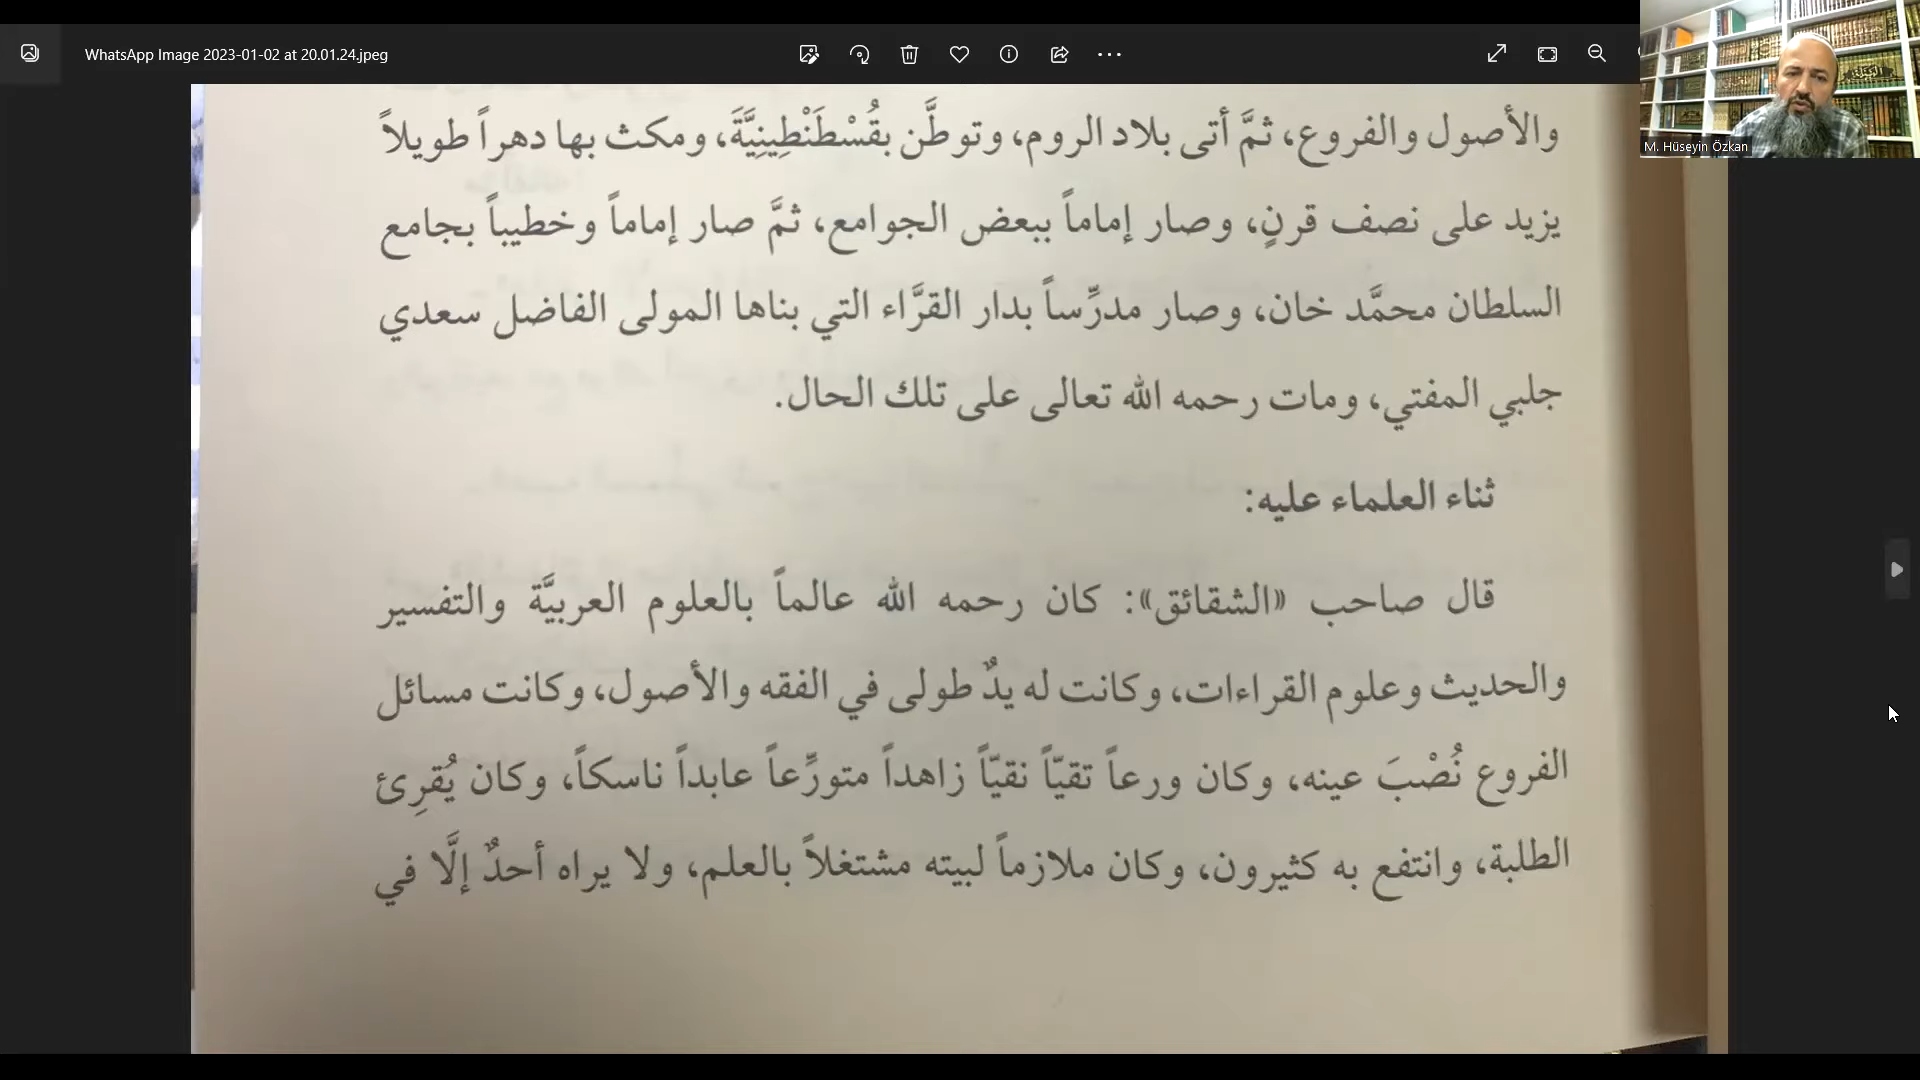 WhatsApp Image 2023-01-02 at 20.01.24.jpeg
M. Hüseyin Özkan
والأصول والفروع، ثمَّ أتى بلاد الروم، وتوطَّن بقُسْطَنْطِينِيَّةَ، ومكث بها دهراً طويلاً
يزيد على نصف قرنٍ، وصار إماماً ببعض الجوامع، ثمَّ صار إماماً وخطيباً بجامع
السلطان محمَّد خان، وصار مدرِّساً بدار القرَّاء التي بناها المولى الفاضل سعدي
جلبي المفتي، ومات رحمه الله تعالى على تلك الحال.
ثناء العلماء عليه:
قال صاحب «الشقائق»: كان رحمه الله عالماً بالعلوم العربيَّة والتفسير
والحديث وعلوم القراءات، وكانت له يدٌ طولى في الفقه والأصول، وكانت مسائل
الفروع نُصْبَ عينه، وكان ورعاً تقيّاً نقيّاً زاهداً متورِّعاً عابداً ناسكاً، وكان يُقرِئ
الطلبة، وانتفع به كثيرون، وكان ملازماً لبيته مشتغلاً بالعلم، ولا يراه أحدٌ إلَّا في